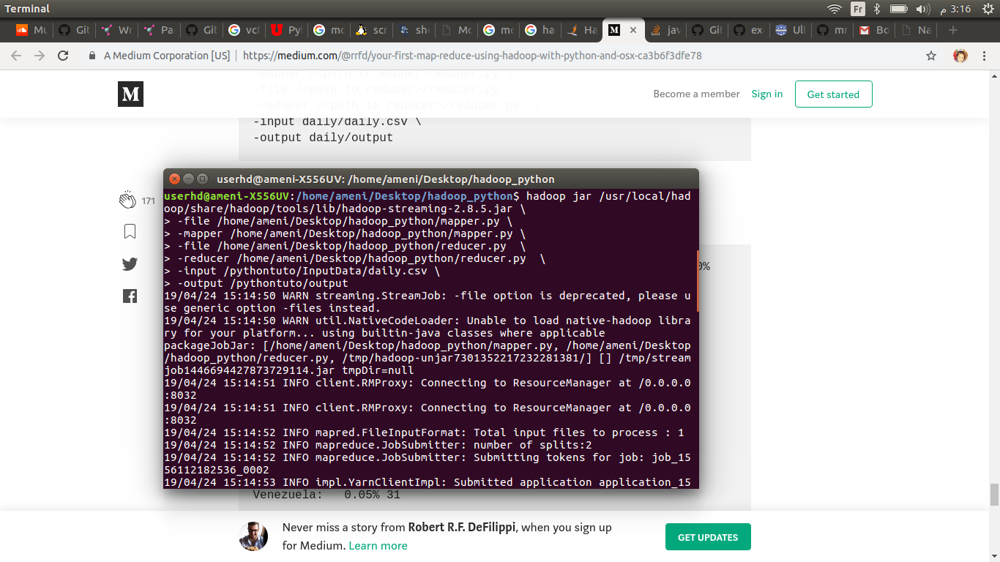 Terminal
Fr
3:16 م
Mu
Git
Wr
Pa
Git
vcf
Pyt
mo
scr
sh
Mo
mo
ha
Ha
M
jav
Git
exe
Ult
mr
Bo
Na
A Medium Corporation [US]
https://medium.com/@rrfd/your-first-map-reduce-using-hadoop-with-python-and-osx-ca3b6f3dfe78
M
Become a member
Sign in
Get started
-mapper /<path_to_mapper>/mapper.py \
-file /<path_to_reducer>/reducer.py \
-reducer /<path_to_reducer>/reducer.py \
-input daily/daily.csv \
-output daily/output
171
0%
userhd@ameni-X556UV: /home/ameni/Desktop/hadoop_python
userhd@ameni-X556UV:/home/ameni/Desktop/hadoop_python$ hadoop jar /usr/local/had
oop/share/hadoop/tools/lib/hadoop-streaming-2.8.5.jar \
> -file /home/ameni/Desktop/hadoop_python/mapper.py \
> -mapper /home/ameni/Desktop/hadoop_python/mapper.py \
> -file /home/ameni/Desktop/hadoop_python/reducer.py  \
> -reducer /home/ameni/Desktop/hadoop_python/reducer.py  \
> -input /pythontuto/InputData/daily.csv \
> -output /pythontuto/output
19/04/24 15:14:50 WARN streaming.StreamJob: -file option is deprecated, please u
se generic option -files instead.
19/04/24 15:14:50 WARN util.NativeCodeLoader: Unable to load native-hadoop libra
ry for your platform... using builtin-java classes where applicable
packageJobJar: [/home/ameni/Desktop/hadoop_python/mapper.py, /home/ameni/Desktop
/hadoop_python/reducer.py, /tmp/hadoop-unjar7301352217232281381/] [] /tmp/stream
job1446694427873729114.jar tmpDir=null
19/04/24 15:14:51 INFO client.RMProxy: Connecting to ResourceManager at /0.0.0.0
:8032
19/04/24 15:14:51 INFO client.RMProxy: Connecting to ResourceManager at /0.0.0.0
:8032
19/04/24 15:14:52 INFO mapred.FileInputFormat: Total input files to process : 1
19/04/24 15:14:52 INFO mapreduce.JobSubmitter: number of splits:2
19/04/24 15:14:52 INFO mapreduce.JobSubmitter: Submitting tokens for job: job_15
56112182536_0002
19/04/24 15:14:53 INFO impl.YarnClientImpl: Submitted application application_15
Venezuela:   0.05% 31
Never miss a story from Robert R.F. DeFilippi, when you sign up
for Medium. Learn more
GET UPDATES